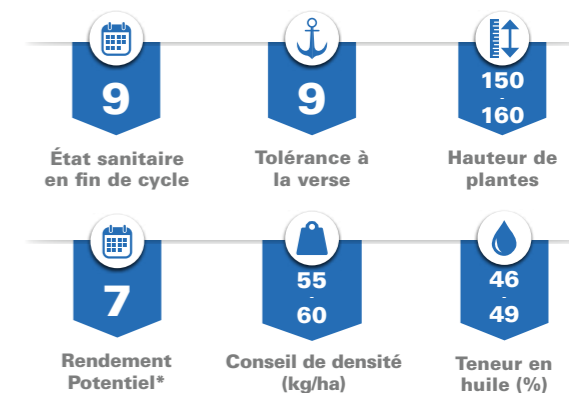 9
État sanitaire
en fin de cycle
9
Tolérance à
la verse
150
-
160
Hauteur de
plantes
7
Rendement
Potentiel*
55
-
60
Conseil de densité
(kg/ha)
46
-
49
Teneur en
huile (%)